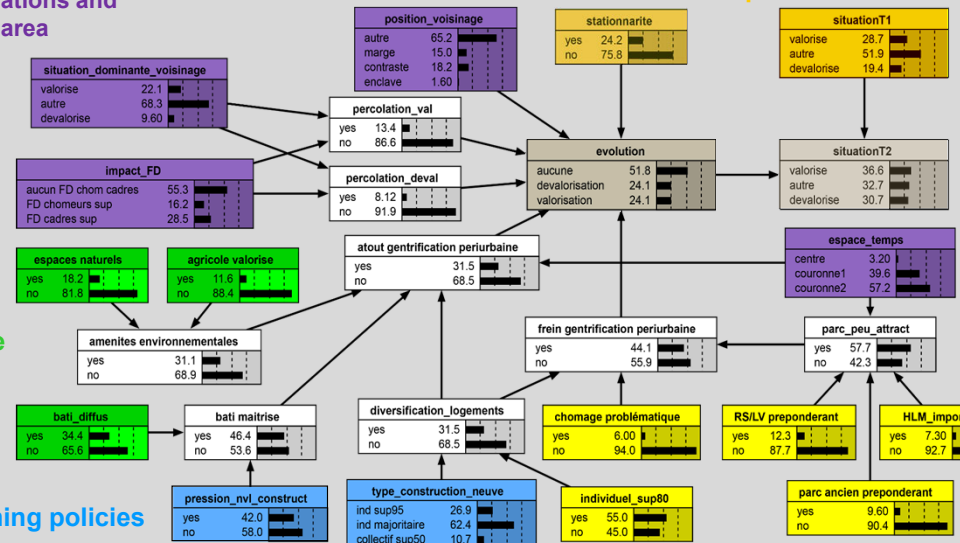 ations and
area
position_voisinage
autre 65.2
marge 15.0
contraste 18.2
enclave 1.60
stationnarite
yes 24.2
no 75.8
situationT1
valorise 28.7
autre 51.9
devalorise 19.4
situation_dominante_voisinage
valorise 22.1
autre 68.3
devalorise 9.60
percolation_val
yes 13.4
no 86.6
evolution
aucune 51.8
devalorisation 24.1
valorisation 24.1
situationT2
valorise 36.6
autre 32.7
devalorise 30.7
impact_FD
aucun FD chom cadres 55.3
FD chomeurs sup 16.2
FD cadres sup 28.5
percolation_deval
yes 8.12
no 91.9
espaces naturels
yes 18.2
no 81.8
agricole valorise
yes 11.6
no 88.4
atout gentrification periurbaine
yes 31.5
no 68.5
espace_temps
centre 3.20
couronne1 39.6
couronne2 57.2
e
amenites environnementales
yes 31.1
no 68.9
frein gentrification periurbaine
yes 44.1
no 55.9
parc_peu_attract
yes 57.7
no 42.3
bati_diffus
yes 34.4
no 65.6
bati maitrise
yes 46.4
no 53.6
diversification_logements
yes 31.5
no 68.5
chomage problématique
yes 6.00
no 94.0
RS/LV preponderant
yes 12.3
no 87.7
HLM_impor
yes 7.30
no 92.7
ning policies
pression_nvl_construct
yes 42.0
no 58.0
type_construction_neuve
ind sup95 26.9
ind majoritaire 62.4
collectif sup50 10.7
individuel_sup80
yes 55.0
no 45.0
parc ancien preponderant
yes 9.60
no 90.4